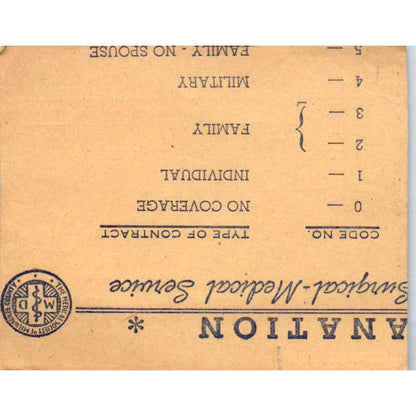 ANATION *
Surgical-Medical Service
M D
CODE NO. TYPE OF CONTRACT
0 — NO COVERAGE
1 — INDIVIDUAL
2 —
FAMILY
3 —
4 — MILITARY
5 — FAMILY - NO SPOUSE